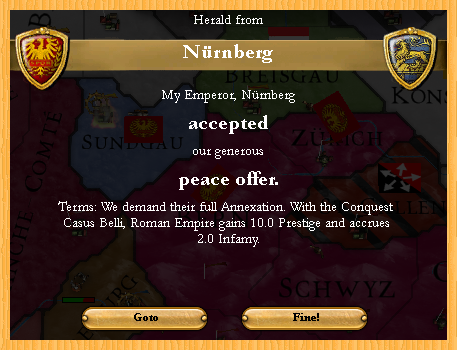 Herald from
Nürnberg
My Emperor, Nürnberg
accepted
our generous
peace offer.
Terms: We demand their full Annexation. With the Conquest
Casus Belli, Roman Empire gains 10.0 Prestige and accrues
2.0 Infamy.
Goto
Fine!
BREISGAU
SUNDGAU
ZÜRICH
SCHWYZ
SPQR